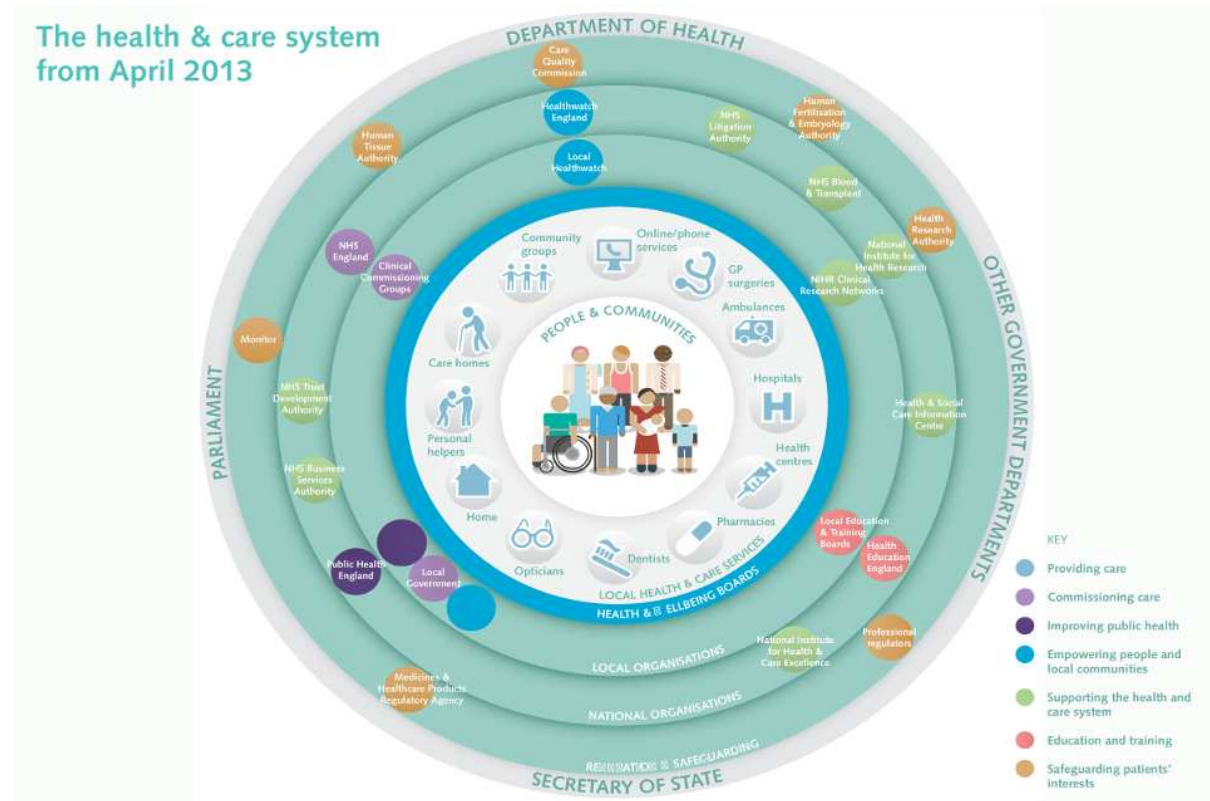 The health & care system
from April 2013
DEPARTMENT OF HEALTH
OTHER GOVERNMENT DEPARTMENTS
SECRETARY OF STATE
PARLIAMENT
Care
Quality
Commission
Healthwatch
England
Local
Healthwatch
Human
Tissue
Authority
NHS
Litigation
Authority
Human
Fertilisation
& Embryology
Authority
NHS Blood
& Transplant
Health
Research
Authority
National
Institute for
Health Research
NIHR Clinical
Research Networks
NHS
England
Clinical
Commissioning
Groups
Monitor
NHS Trust
Development
Authority
NHS Business
Services
Authority
Health & Social
Care Information
Centre
Public Health
England
Local
Government
Local Education
& Training
Boards
Health
Education
England
Professional
regulators
National Institute
for Health &
Care Excellence
Medicines &
Healthcare Products
Regulatory Agency
Community
groups
Online/phone
services
GP
surgeries
Ambulances
Hospitals
Health
centres
Pharmacies
Dentists
Opticians
Home
Personal
helpers
Care homes
PEOPLE & COMMUNITIES
LOCAL HEALTH & CARE SERVICES
HEALTH & ELLBEING BOARDS
LOCAL ORGANISATIONS
NATIONAL ORGANISATIONS
SAFEGUARDING
KEY
Providing care
Commissioning care
Improving public health
Empowering people and
local communities
Supporting the health and
care system
Education and training
Safeguarding patients'
interests